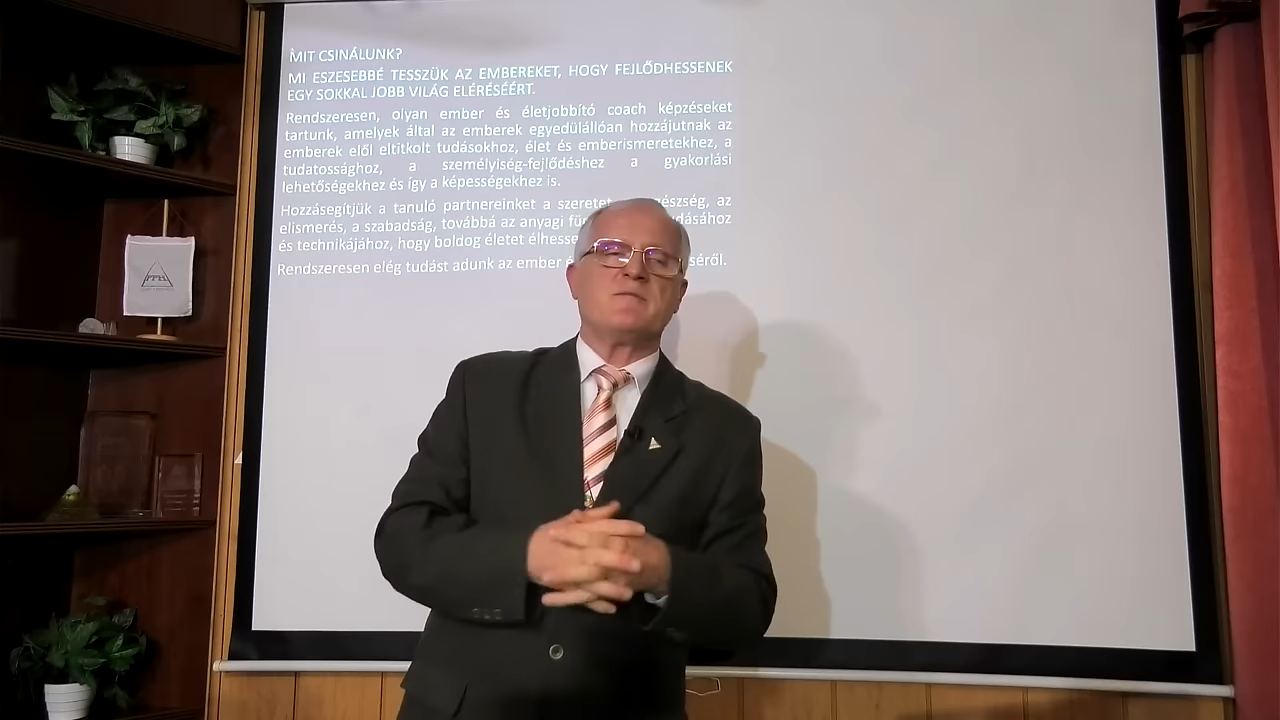 MIT CSINÁLUNK?
MI ESZESEBBÉ TESSZÜK AZ EMBEREKET, HOGY FEJLŐDHESSENEK
EGY SOKKAL JOBB VILÁG ELÉRÉSÉÉRT.
Rendszeresen, olyan ember és életjobbító coach képzéseket
tartunk, amelyek által az emberek egyedülállóan hozzájutnak az
emberek elől eltitkolt tudásokhoz, élet és emberismeretekhez, a
tudatossághoz, a személyiség-fejlődéshez a gyakorlási
lehetőségekhez és így a képességekhez is.
Hozzásegítjük a tanuló partnereinket a szeretet, az
elismerés, a szabadság, továbbá az anyagi
és technikájához, hogy boldog életet
Rendszeresen elég tudást adunk az ember